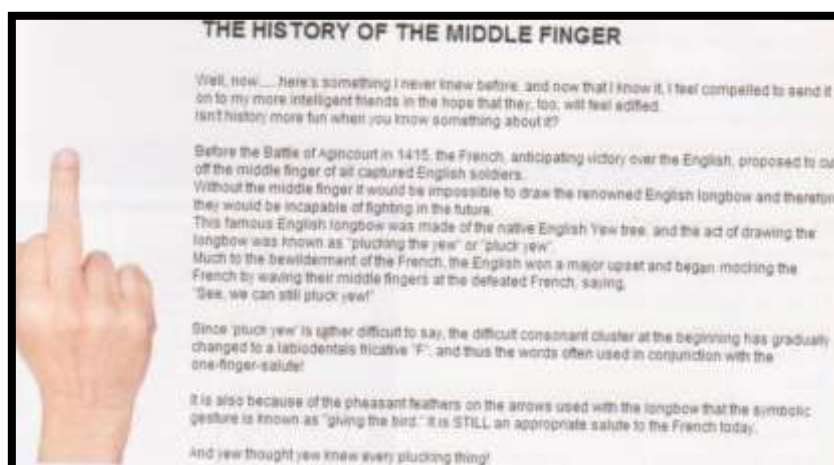 THE HISTORY OF THE MIDDLE FINGER
Well, now..... here's something I never knew before, and now that I know it, I feel compelled to send it
on to my more intelligent friends in the hope that they, too, will feel edified.
Isn't history more fun when you know something about it?
Before the Battle of Agincourt in 1415, the French, anticipating victory over the English, proposed to cu
off the middle finger of all captured English soldiers.
Without the middle finger it would be impossible to draw the renowned English longbow and therefor
they would be incapable of fighting in the future.
This famous English longbow was made of the native English Yew tree, and the act of drawing the
longbow was known as "plucking the yew" or "pluck yew".
Much to the bewilderment of the French, the English won a major upset and began mocking the
French by waving their middle fingers at the defeated French, saying,
"See, we can still pluck yew!"
Since 'pluck yew' is rather difficult to say, the difficult consonant cluster at the beginning has gradually
changed to a labiodentals fricative "F", and thus the words often used in conjunction with the
one-finger-salute!
It is also because of the pheasant feathers on the arrows used with the longbow that the symbolic
gesture is known as "giving the bird." It is STILL an appropriate salute to the French today.
And yew thought yew knew every plucking thing!